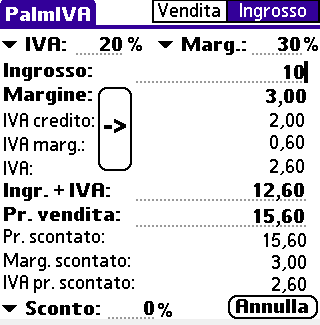 PalmIVA Vendita Ingrosso
IVA: 20 % Marg.: 30 %
Ingrosso: 10
Margine: 3,00
IVA credito: 2,00
->
IVA marg.: 0,60
IVA: 2,60
Ingr. + IVA: 12,60
Pr. vendita: 15,60
Pr. scontato: 15,60
Marg. scontato: 3,00
IVA pr. scontato: 2,60
Sconto: 0 % Annulla